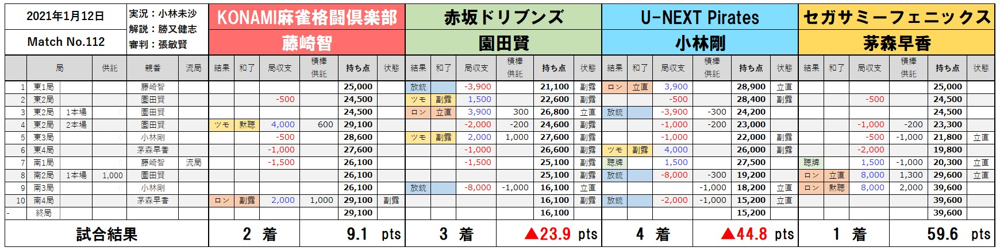 2021年1月12日
Match No.112
実況：小林未沙
解説：勝又健志
審判：張敏賢
KONAMI麻雀格闘倶楽部 赤坂ドリブンズ U-NEXT Pirates セガサミーフェニックス
藤崎智 園田賢 小林剛 茅森早香
局 供託 親番 流局 結果 和了 局収支 積棒供託 持ち点 状態 結果 和了 局収支 積棒供託 持ち点 状態 結果 和了 局収支 積棒供託 持ち点 状態 結果 和了 局収支 積棒供託 持ち点 状態
1 東1局 藤崎智 25,000 放銃 -3,900 21,100 副露 ロン 立直 3,900 28,900 立直 25,000
2 東2局 園田賢 -500 24,500 ツモ 副露 1,500 22,600 副露 -500 28,400 副露 -500 24,500
3 東2局 1本場 園田賢 24,500 ロン 立直 3,900 300 26,800 立直 放銃 -3,900 -300 24,200 24,500
4 東2局 2本場 園田賢 ツモ 黙聴 4,000 600 29,100 -2,000 -200 24,600 副露 -1,000 -200 23,000 -1,000 -200 23,300
5 東3局 小林剛 -500 28,600 ツモ 副露 2,000 1,000 27,600 副露 -1,000 22,000 副露 -500 -1,000 21,800 立直
6 東4局 茅森早香 -1,000 27,600 -1,000 26,600 副露 ツモ 副露 4,000 26,000 副露 -2,000 19,800
7 南1局 藤崎智 流局 -1,500 26,100 -1,500 25,100 副露 聴牌 1,500 27,500 聴牌 1,500 -1,000 20,300 立直
8 南2局 1本場 1,000 園田賢 26,100 25,100 副露 放銃 -8,000 -300 19,200 副露 ロン 立直 8,000 1,300 29,600 立直
9 南3局 小林剛 26,100 放銃 -8,000 -1,000 16,100 立直 -1,000 18,200 立直 ロン 黙聴 8,000 2,000 39,600
10 南4局 茅森早香 ロン 副露 2,000 1,000 29,100 副露 16,100 副露 放銃 -2,000 -1,000 15,200 立直 39,600
- 終局 29,100 16,100 15,200 39,600
試合結果 2 着 9.1 pts 3 着 ▲23.9 pts 4 着 ▲44.8 pts 1 着 59.6 pts